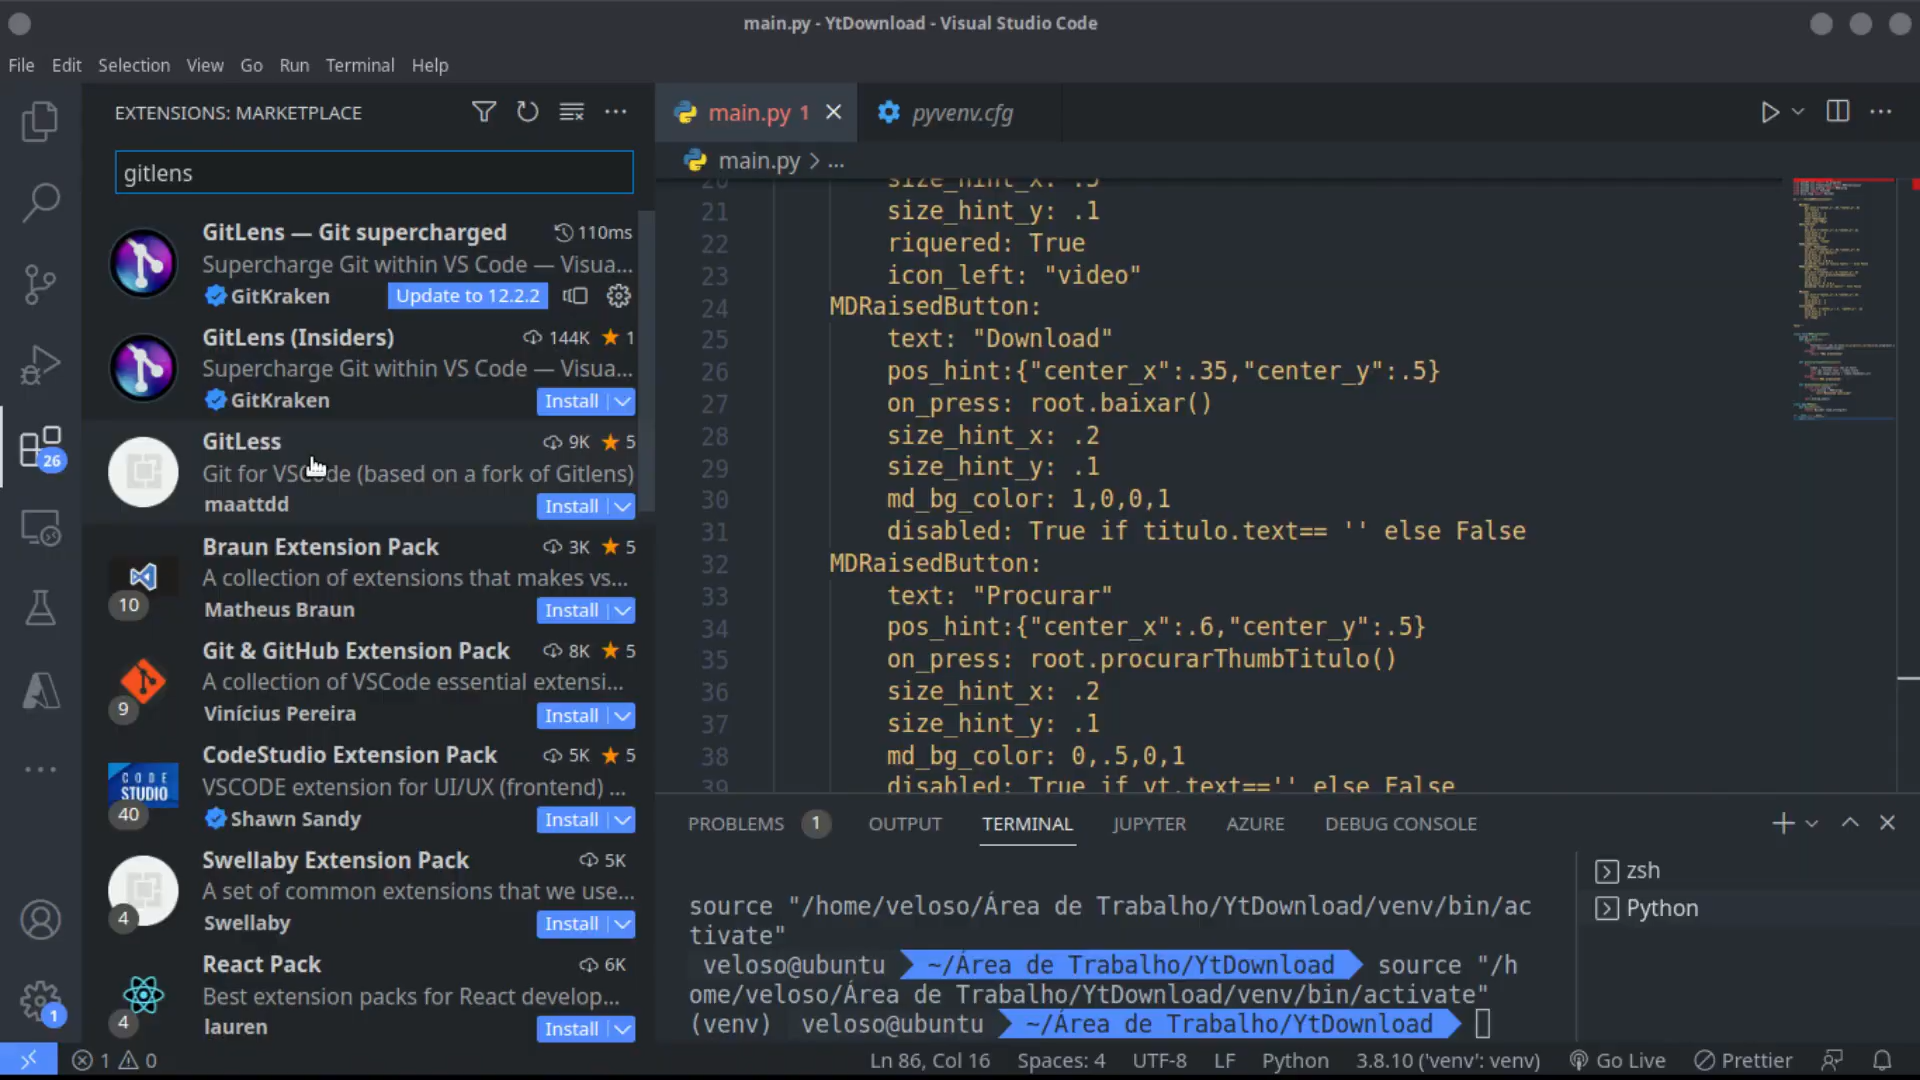 main.py - YtDownload - Visual Studio Code
File Edit Selection View Go Run Terminal Help
EXTENSIONS: MARKETPLACE
gitlens
GitLens — Git supercharged 110ms
Supercharge Git within VS Code — Visua...
GitKraken Update to 12.2.2
GitLens (Insiders) 144K 1
Supercharge Git within VS Code — Visua...
GitKraken Install
GitLess 9K 5
Git for VSCode (based on a fork of Gitlens)
maattdd Install
Braun Extension Pack 3K 5
A collection of extensions that makes vs...
10 Matheus Braun Install
Git & GitHub Extension Pack 8K 5
A collection of VSCode essential extensi...
9 Vinícius Pereira Install
CodeStudio Extension Pack 5K 5
CODE STUDIO
VSCODE extension for UI/UX (frontend) ...
40 Shawn Sandy Install
Swellaby Extension Pack 5K
A set of common extensions that we use...
4 Swellaby Install
React Pack 6K
Best extension packs for React develop...
4 lauren Install
26
1
main.py 1 pyvenv.cfg
main.py > ...
20 size_hint_x: .5
21 size_hint_y: .1
22 riquered: True
23 icon_left: "video"
24 MDRaisedButton:
25 text: "Download"
26 pos_hint:{"center_x":.35,"center_y":.5}
27 on_press: root.baixar()
28 size_hint_x: .2
29 size_hint_y: .1
30 md_bg_color: 1,0,0,1
31 disabled: True if titulo.text== '' else False
32 MDRaisedButton:
33 text: "Procurar"
34 pos_hint:{"center_x":.6,"center_y":.5}
35 on_press: root.procurarThumbTitulo()
36 size_hint_x: .2
37 size_hint_y: .1
38 md_bg_color: 0,.5,0,1
39 disabled: True if yt.text=='' else False
PROBLEMS 1 OUTPUT TERMINAL JUPYTER AZURE DEBUG CONSOLE
source "/home/veloso/Área de Trabalho/YtDownload/venv/bin/ac
tivate"
veloso@ubuntu ~/Área de Trabalho/YtDownload source "/h
ome/veloso/Área de Trabalho/YtDownload/venv/bin/activate"
(venv) veloso@ubuntu ~/Área de Trabalho/YtDownload
zsh
Python
1 0 Ln 86, Col 16 Spaces: 4 UTF-8 LF Python 3.8.10 ('venv': venv) Go Live Prettier